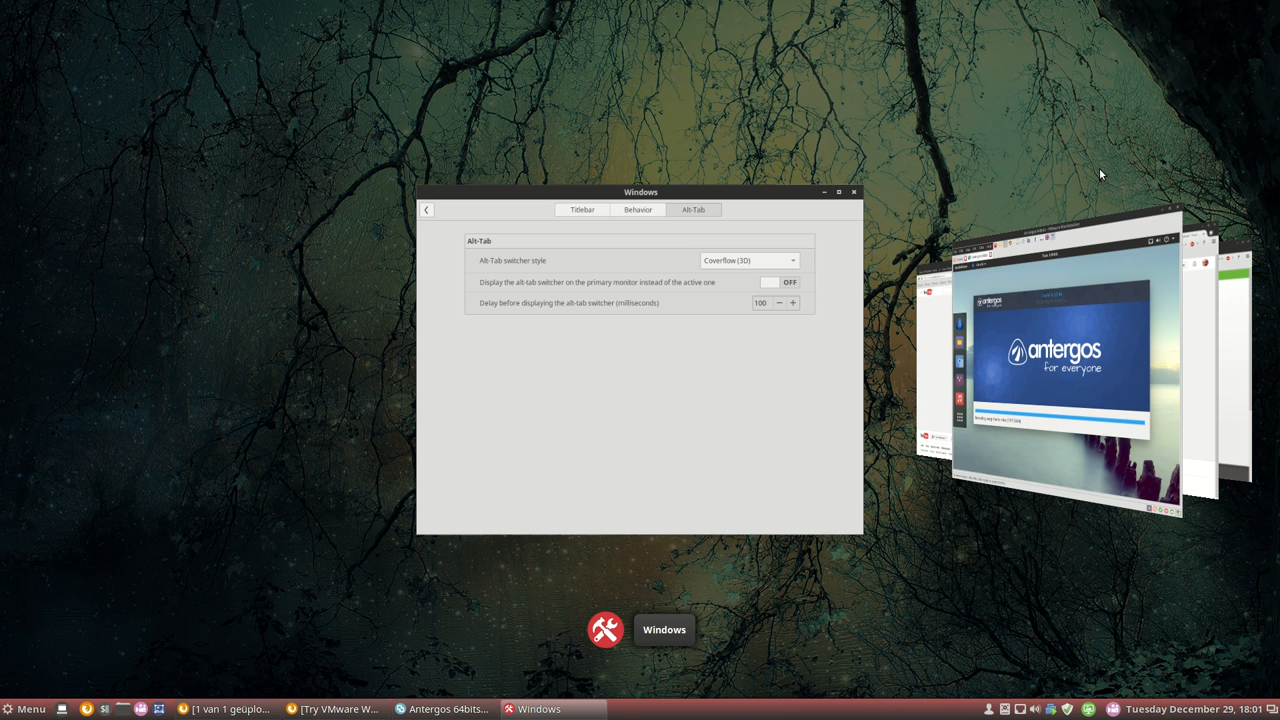 Windows
Titlebar
Behavior
Alt-Tab
Alt-Tab
Alt-Tab switcher style
Coverflow (3D)
Display the alt-tab switcher on the primary monitor instead of the active one
OFF
Delay before displaying the alt-tab switcher (milliseconds)
100
antergos
antergos
for everyone
Windows
Menu
[1 van 1 geüplo...
[Try VMware W...
Antergos 64bits...
Windows
Tuesday December 29, 18:01